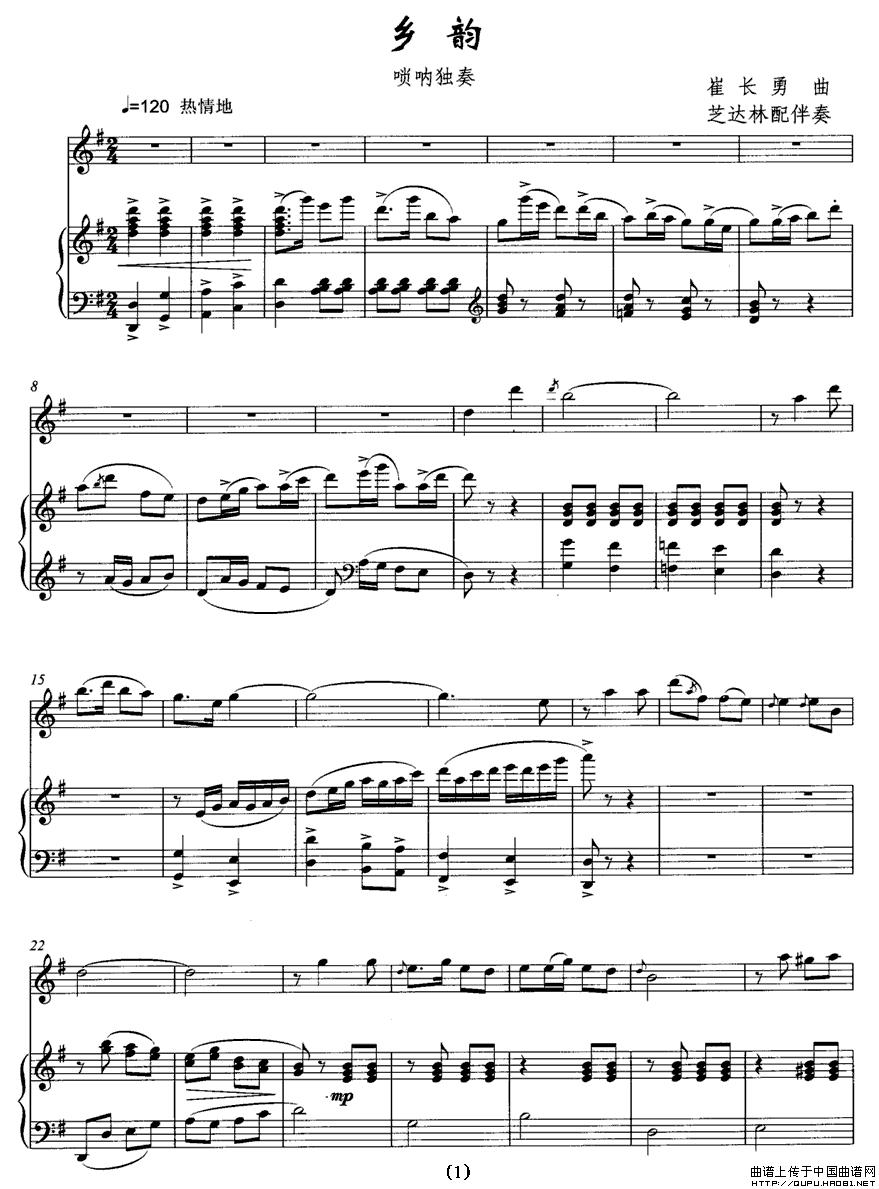 乡 韵
唢呐独奏
崔 长 勇 曲
♩=120 热情地
芝达林配伴奏
8
15
22
mp
(1)
曲谱上传于中国曲谱网
HTTP://QUPU.HAO81.NET